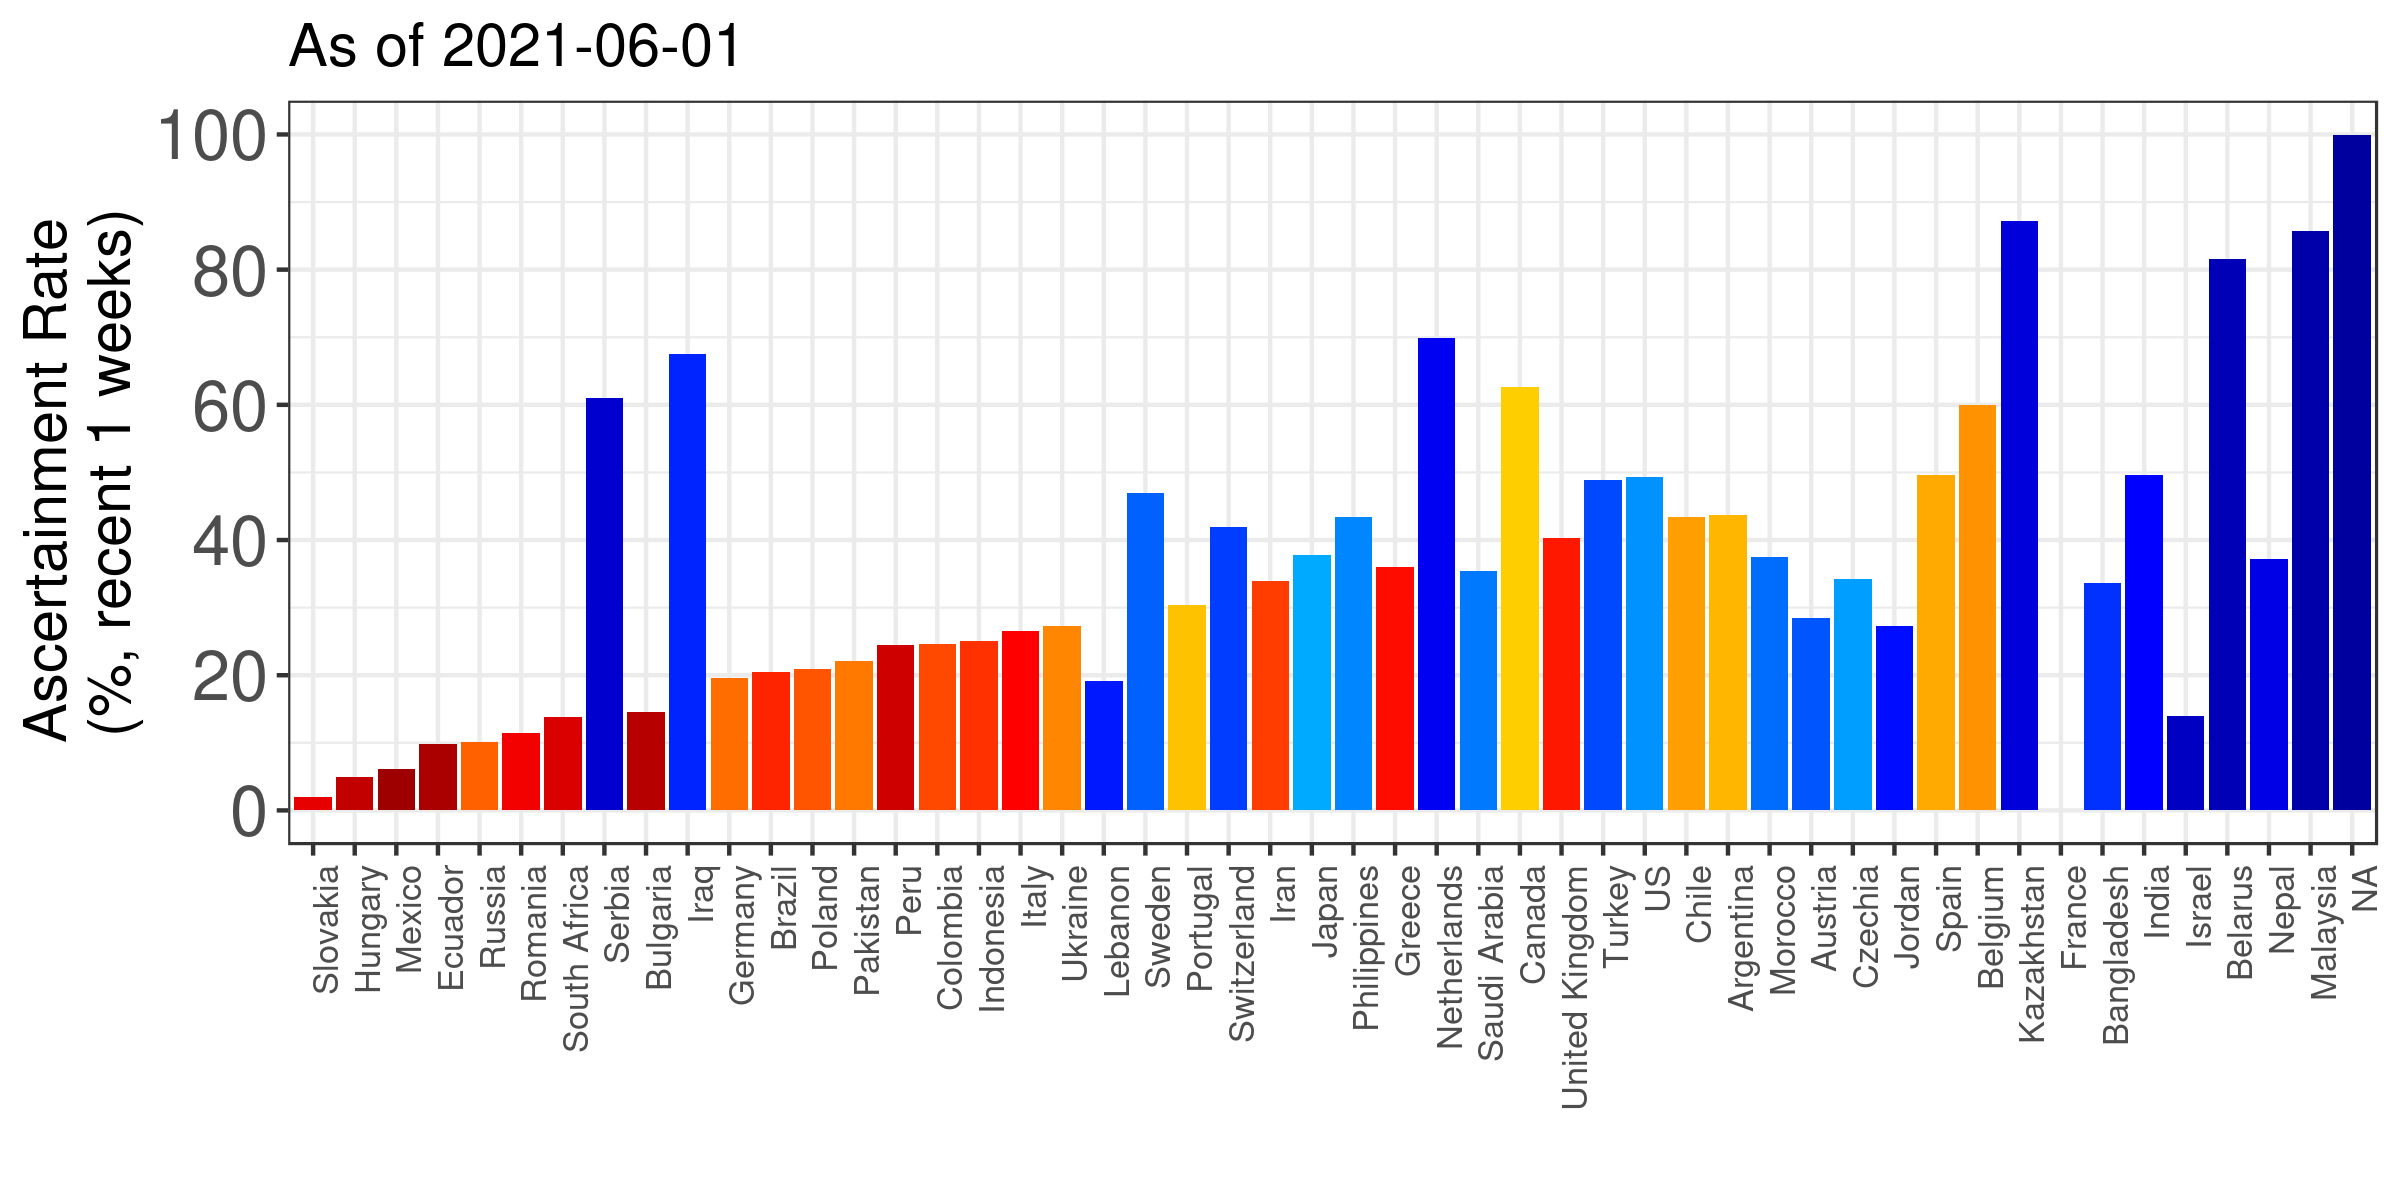 As of 2021-06-01
Ascertainment Rate
(%, recent 1 weeks)
100
80
60
40
20
0
Slovakia
Hungary
Mexico
Ecuador
Russia
Romania
South Africa
Serbia
Bulgaria
Iraq
Germany
Brazil
Poland
Pakistan
Peru
Colombia
Indonesia
Italy
Ukraine
Lebanon
Sweden
Portugal
Switzerland
Iran
Japan
Philippines
Greece
Netherlands
Saudi Arabia
Canada
United Kingdom
Turkey
US
Chile
Argentina
Morocco
Austria
Czechia
Jordan
Spain
Belgium
Kazakhstan
France
Bangladesh
India
Israel
Belarus
Nepal
Malaysia
NA